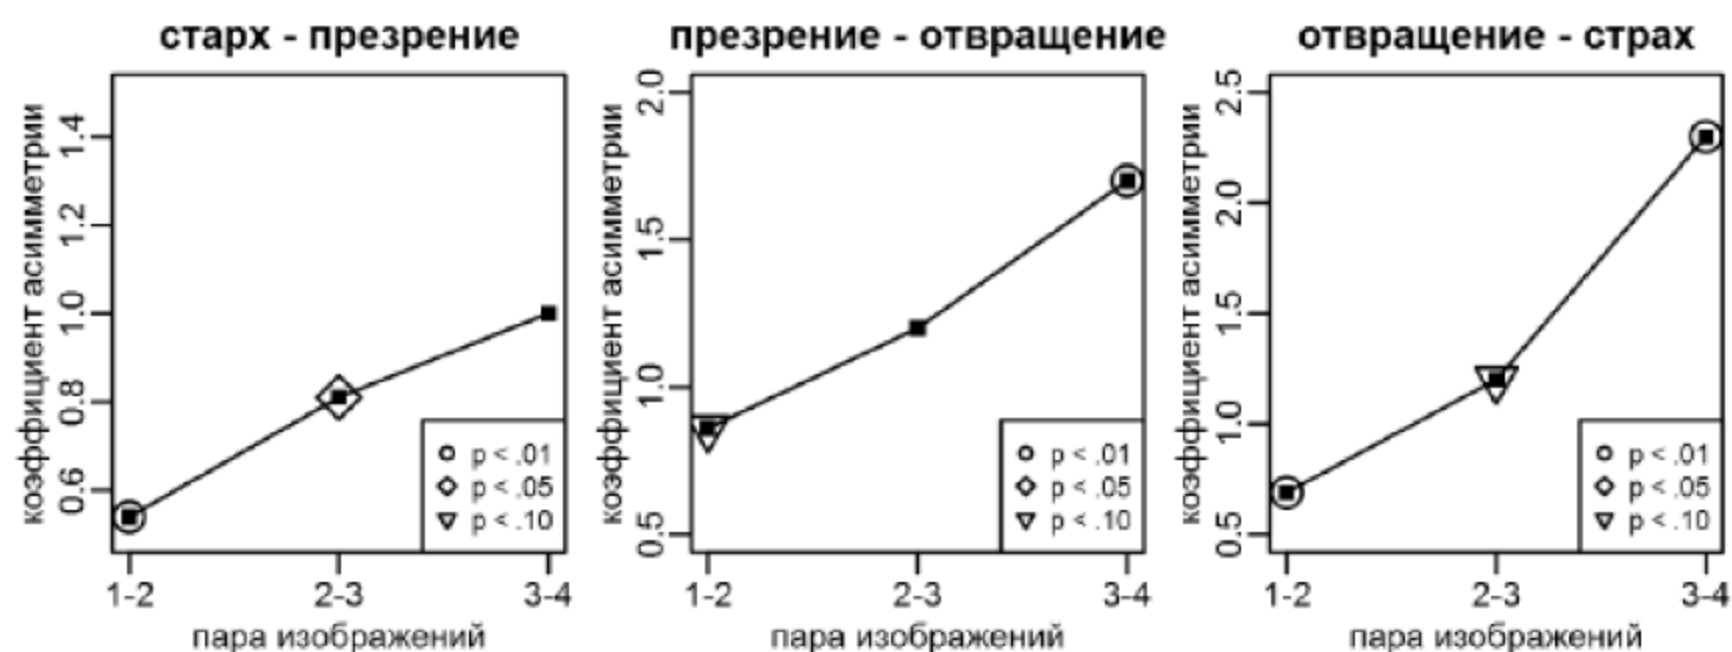 старх - презрение
коэффициент асимметрии
1.4
1.2
1.0
0.8
0.6
p < .01
p < .05
p < .10
1-2 2-3 3-4
пара изображений
презрение - отвращение
коэффициент асимметрии
2.0
1.5
1.0
0.5
p < .01
p < .05
p < .10
1-2 2-3 3-4
пара изображений
отвращение - страх
коэффициент асимметрии
2.5
2.0
1.5
1.0
0.5
p < .01
p < .05
p < .10
1-2 2-3 3-4
пара изображений